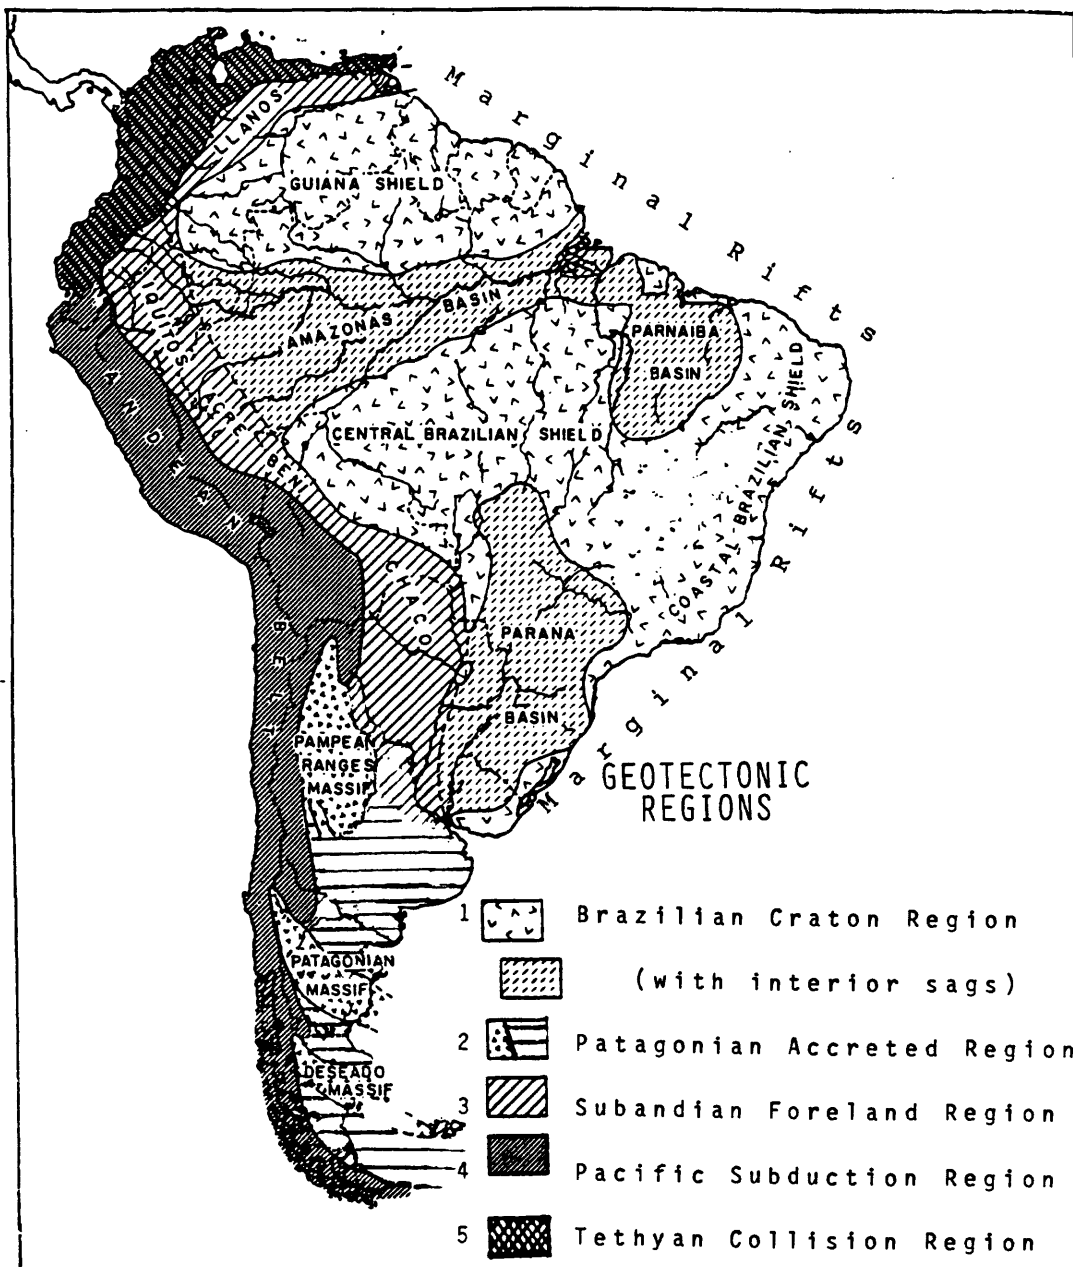 Marginal Rifts
LLANOS
GUIANA SHIELD
IQUITOS
AMAZONAS BASIN
PARNAIBA
BASIN
ACRE
BENI
CENTRAL BRAZILIAN SHIELD
COASTAL BRAZILIAN SHIELD
Marginal Rifts
ANDEAN BELT
CHACO
PARANA
BASIN
PAMPEAN
RANGES
MASSIF
PATAGONIAN
MASSIF
DESEADO
MASSIF
GEOTECTONIC
REGIONS
1 Brazilian Craton Region
(with interior sags)
2 Patagonian Accreted Region
3 Subandian Foreland Region
4 Pacific Subduction Region
5 Tethyan Collision Region